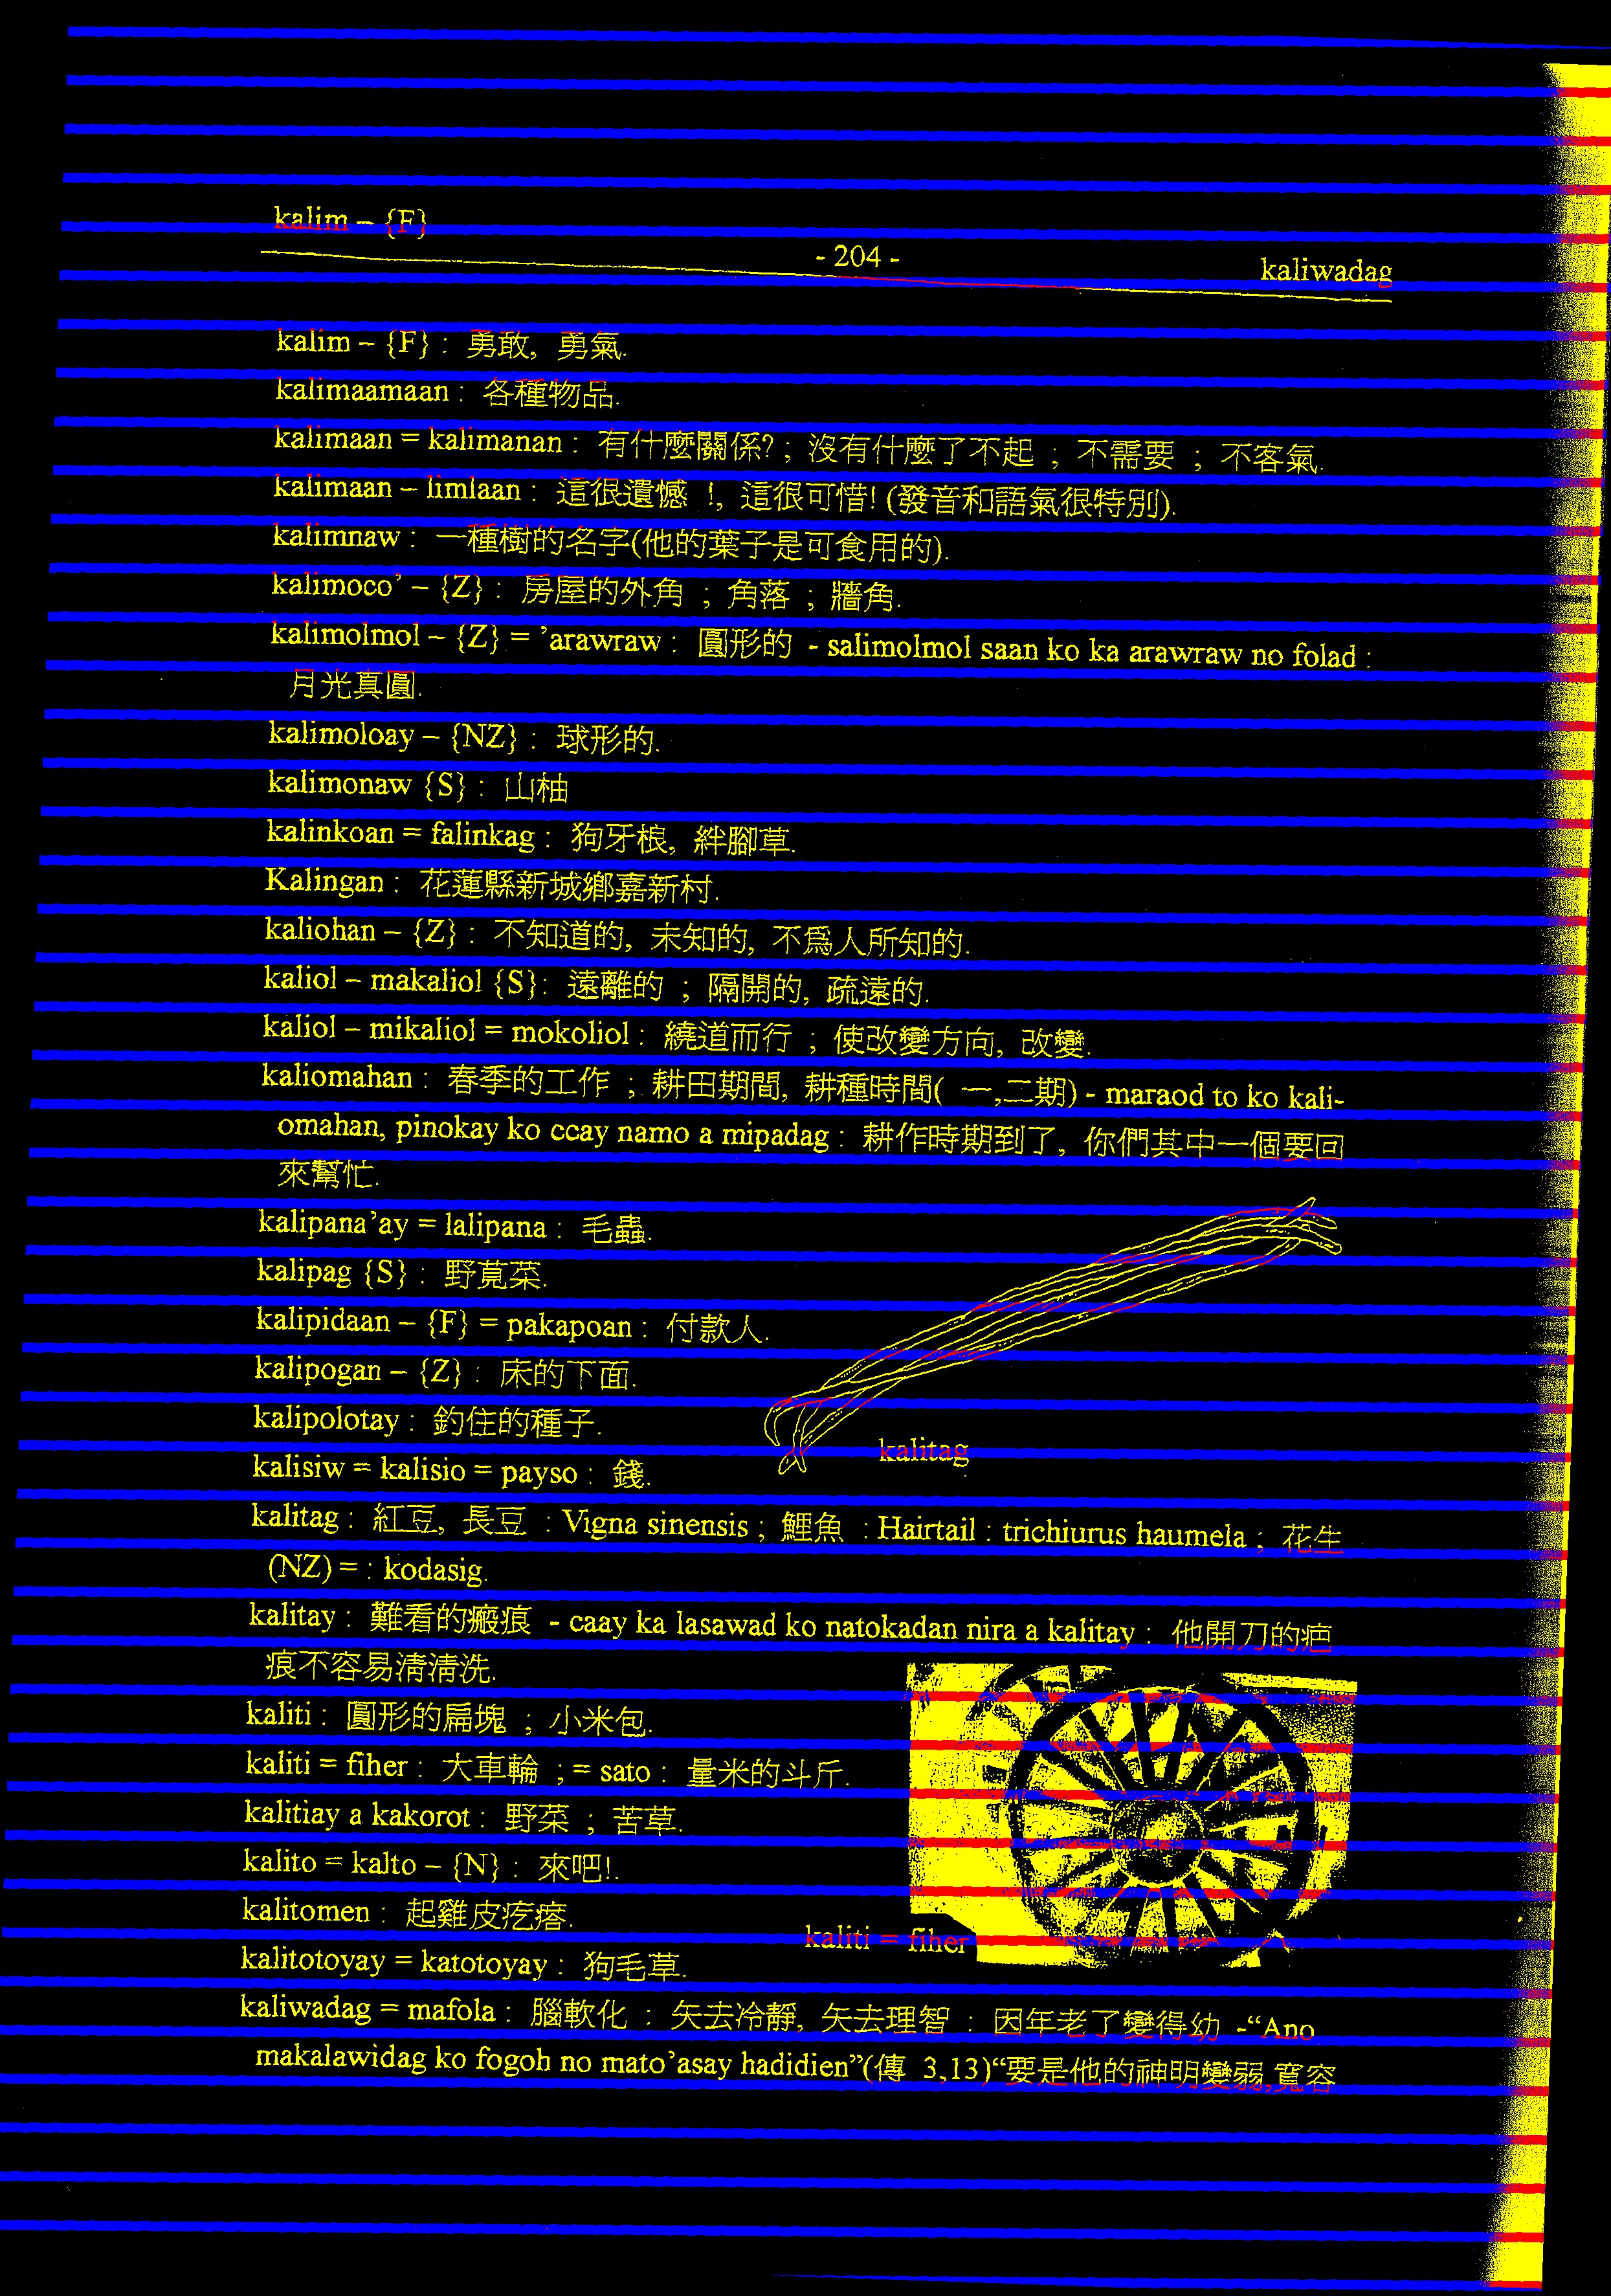 kalim – {F}
- 204 -
kaliwadag
kalim – {F} : 勇敢, 勇氣.
kalimaamaan : 各種物品.
kalimaan = kalimanan : 有什麼關係? ; 沒有什麼了不起 ; 不需要 ; 不客氣.
kalimaan – limlaan : 這很遺憾 !, 這很可惜! (發音和語氣很特別).
kalimnaw : 一種樹的名字(他的葉子是可食用的).
kalimoco’ – {Z} : 房屋的外角 ; 角落 ; 牆角.
kalimolmol – {Z} = ’arawraw : 圓形的 - salimolmol saan ko ka arawraw no folad :
月光真圓.
kalimoloay – {NZ} : 球形的.
kalimonaw {S} : 山柚
kalinkoan = falinkag : 狗牙根, 絆腳草.
Kalingan : 花蓮縣新城鄉嘉新村.
kaliohan – {Z} : 不知道的, 未知的, 不為人所知的.
kaliol – makaliol {S}: 遠離的 ; 隔開的, 疏遠的.
kaliol – mikaliol = mokoliol : 繞道而行 ; 使改變方向, 改變.
kaliomahan : 春季的工作 ; 耕田期間, 耕種時間( 一,二期) - maraod to ko kali-
omahan, pinokay ko ccay namo a mipadag : 耕作時期到了, 你們其中一個要回
來幫忙.
kalipana’ay = lalipana : 毛蟲.
kalipag {S} : 野莧菜.
kalipidaan – {F} = pakapoan : 付款人.
kalipogan – {Z} : 床的下面.
kalipolotay : 釣住的種子.
kalitag
kalisiw = kalisio = payso : 錢.
kalitag : 紅豆, 長豆 : Vigna sinensis ; 鯉魚 : Hairtail : trichiurus haumela ; 花生
(NZ) = : kodasig.
kalitay : 難看的瘢痕 - caay ka lasawad ko natokadan nira a kalitay : 他開刀的疤
痕不容易清清洗.
kaliti : 圓形的扁塊 ; 小米包.
kaliti = fiher : 大車輪 ; = sato : 量米的斗斤.
kalitiay a kakorot : 野菜 ; 苦草.
kalito = kalto – {N} : 來吧!.
kalitomen : 起雞皮疙瘩.
kaliti = fiher
kalitotoyay = katotoyay : 狗毛草.
kaliwadag = mafola : 腦軟化 : 矢去冷靜, 矢去理智 : 因年老了變得幼 -“Ano
makalawidag ko fogoh no mato’asay hadidien”(傳 3,13)“要是他的神明變弱,寬容